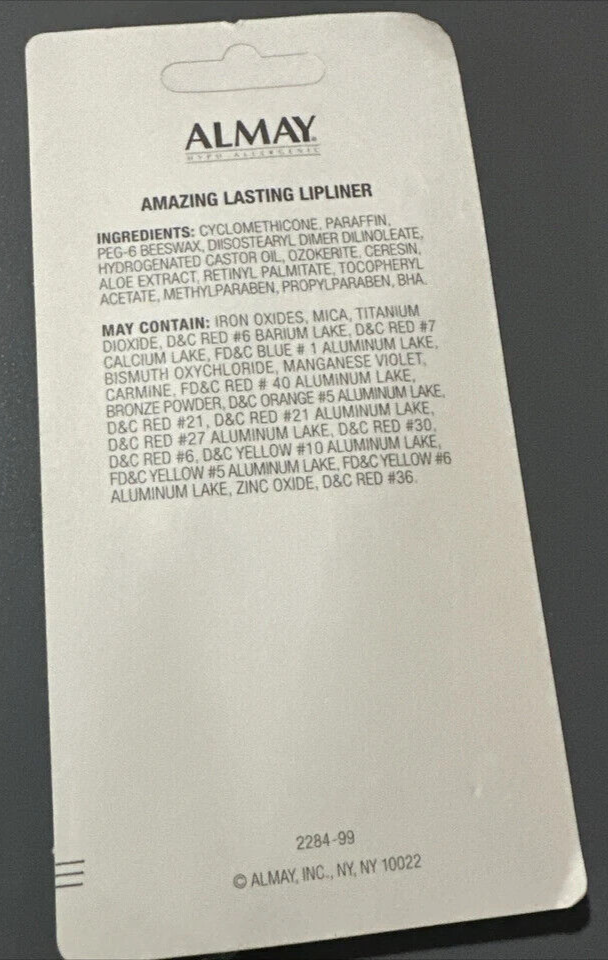 ALMAY
HYPO-ALLERGENIC
AMAZING LASTING LIPLINER
INGREDIENTS: CYCLOMETHICONE, PARAFFIN,
PEG-6 BEESWAX, DIISOSTEARYL DIMER DILINOLEATE,
HYDROGENATED CASTOR OIL, OZOKERITE, CERESIN,
ALOE EXTRACT, RETINYL PALMITATE, TOCOPHERYL
ACETATE, METHYLPARABEN, PROPYLPARABEN, BHA.
MAY CONTAIN: IRON OXIDES, MICA, TITANIUM
DIOXIDE, D&C RED #6 BARIUM LAKE, D&C RED #7
CALCIUM LAKE, FD&C BLUE # 1 ALUMINUM LAKE,
BISMUTH OXYCHLORIDE, MANGANESE VIOLET,
CARMINE, FD&C RED # 40 ALUMINUM LAKE,
BRONZE POWDER, D&C ORANGE #5 ALUMINUM LAKE,
D&C RED #21, D&C RED #21 ALUMINUM LAKE,
D&C RED #27 ALUMINUM LAKE, D&C RED #30,
D&C RED #6, D&C YELLOW #10 ALUMINUM LAKE,
FD&C YELLOW #5 ALUMINUM LAKE, FD&C YELLOW #6
ALUMINUM LAKE, ZINC OXIDE, D&C RED #36.
2284-99
© ALMAY, INC., NY, NY 10022